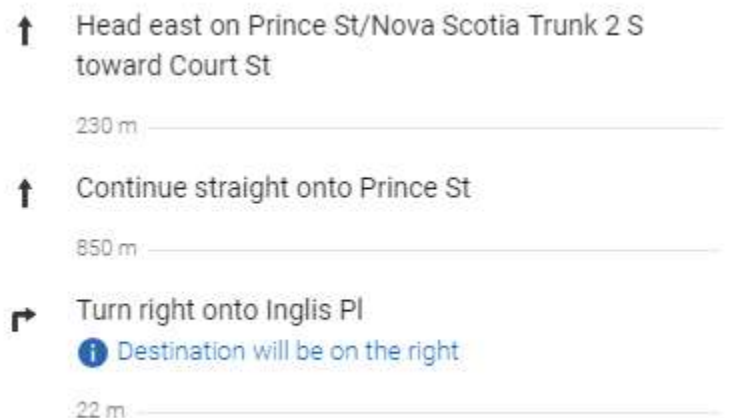 Head east on Prince St/Nova Scotia Trunk 2 S
toward Court St
230 m
Continue straight onto Prince St
850 m
Turn right onto Inglis Pl
Destination will be on the right
22 m